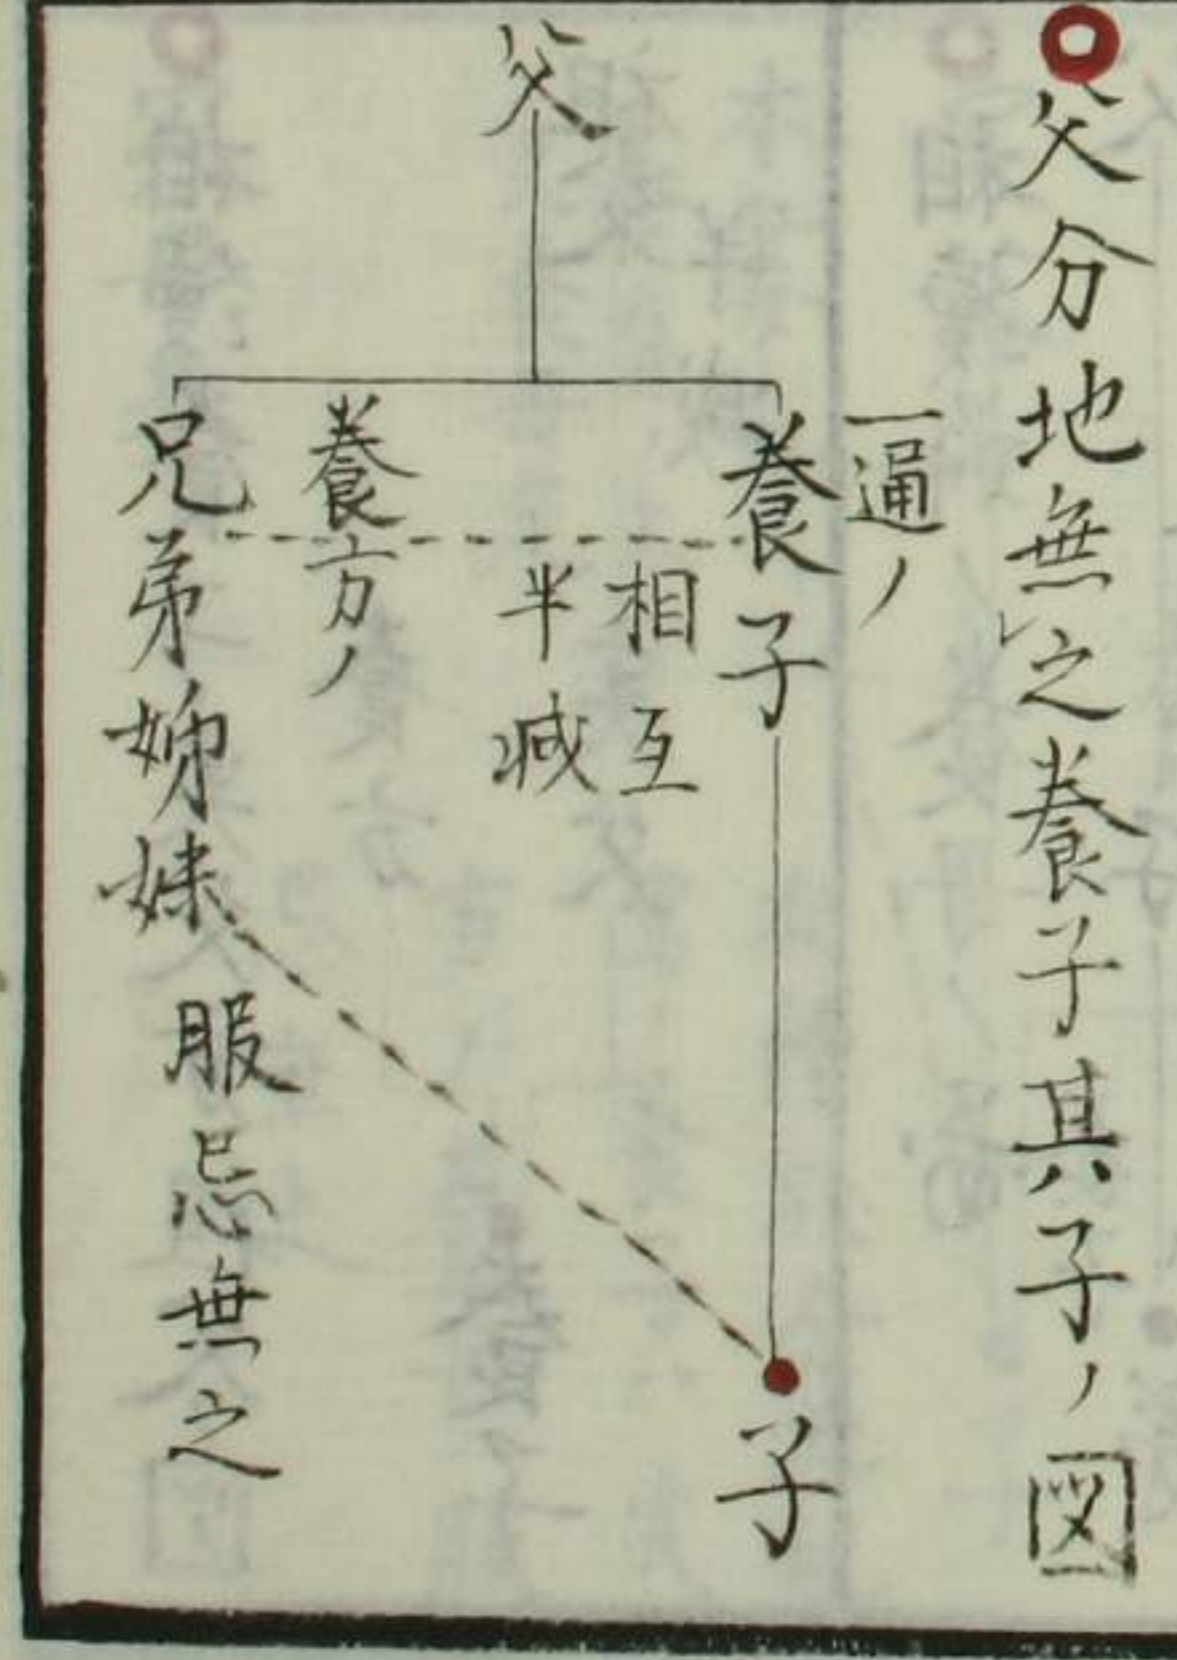 父分地無之養子其子ノ図
父
一通ノ
養子
相互
半減
養方ノ
兄弟姉妹
服忌無之
子